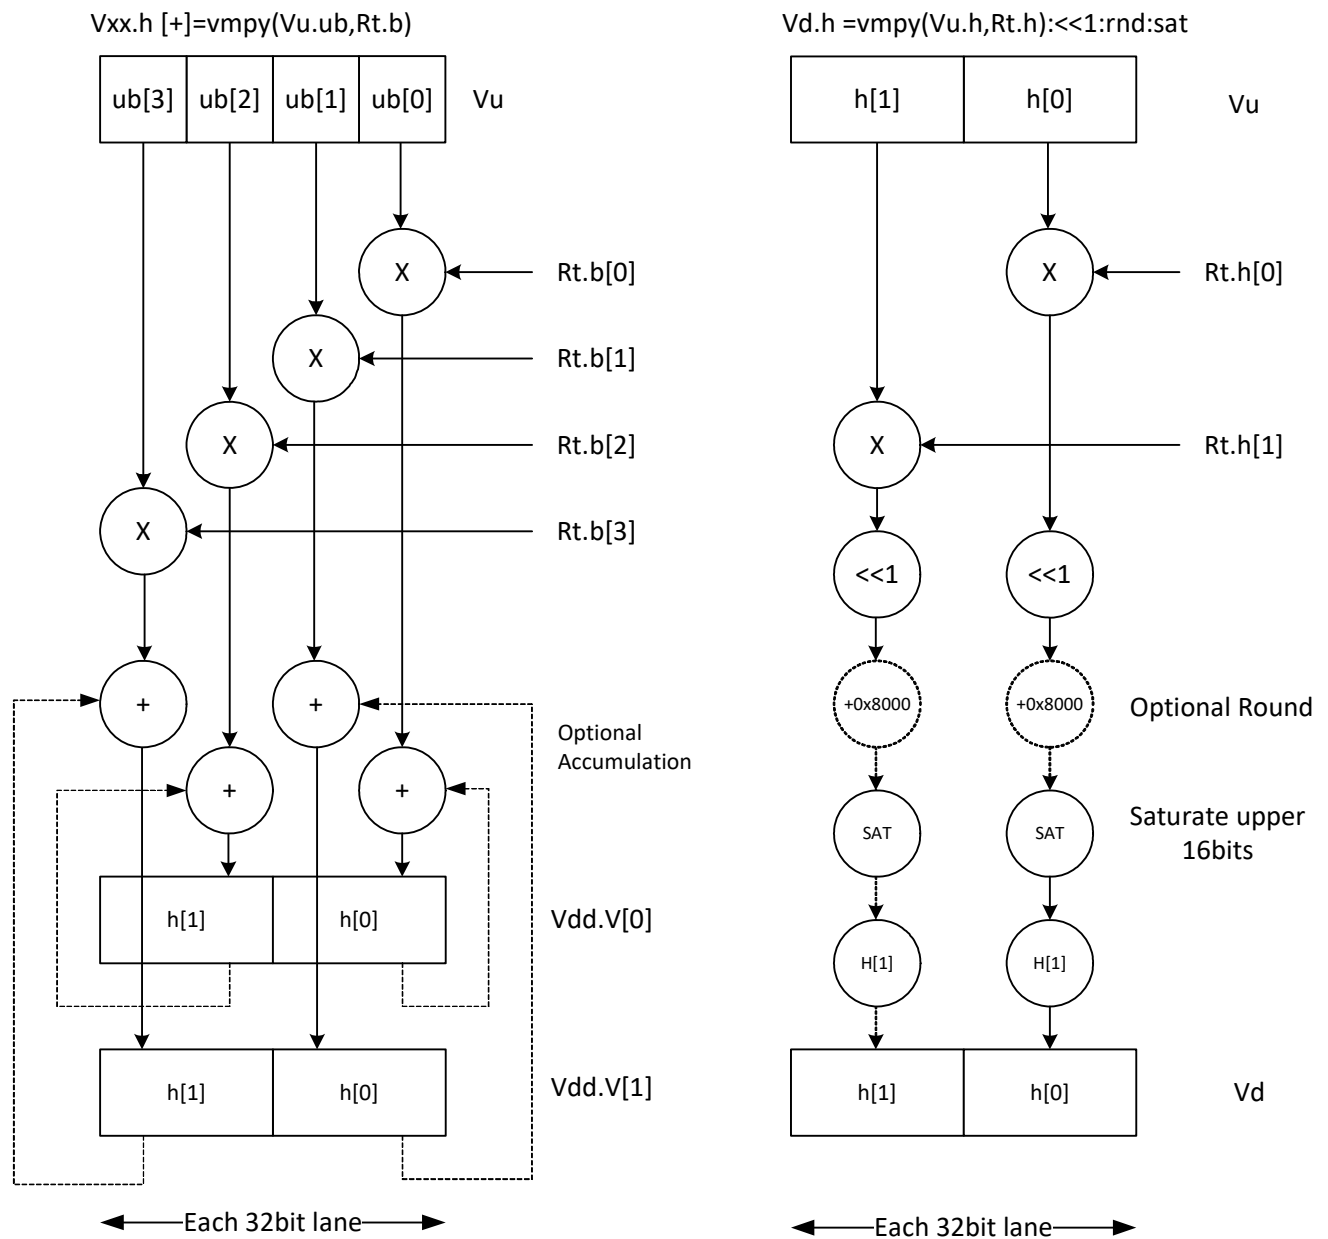 Vxx.h [+]=vmpy(Vu.ub,Rt.b)
ub[3] ub[2] ub[1] ub[0] Vu
X Rt.b[0]
X Rt.b[1]
X Rt.b[2]
X Rt.b[3]
+ +
Optional
Accumulation
+ +
h[1] h[0] Vdd.V[0]
h[1] h[0] Vdd.V[1]
Each 32bit lane
Vd.h =vmpy(Vu.h,Rt.h):<<1:rnd:sat
h[1] h[0] Vu
X Rt.h[0]
X Rt.h[1]
<<1 <<1
+0x8000 +0x8000 Optional Round
SAT SAT Saturate upper
16bits
H[1] H[1]
h[1] h[0] Vd
Each 32bit lane